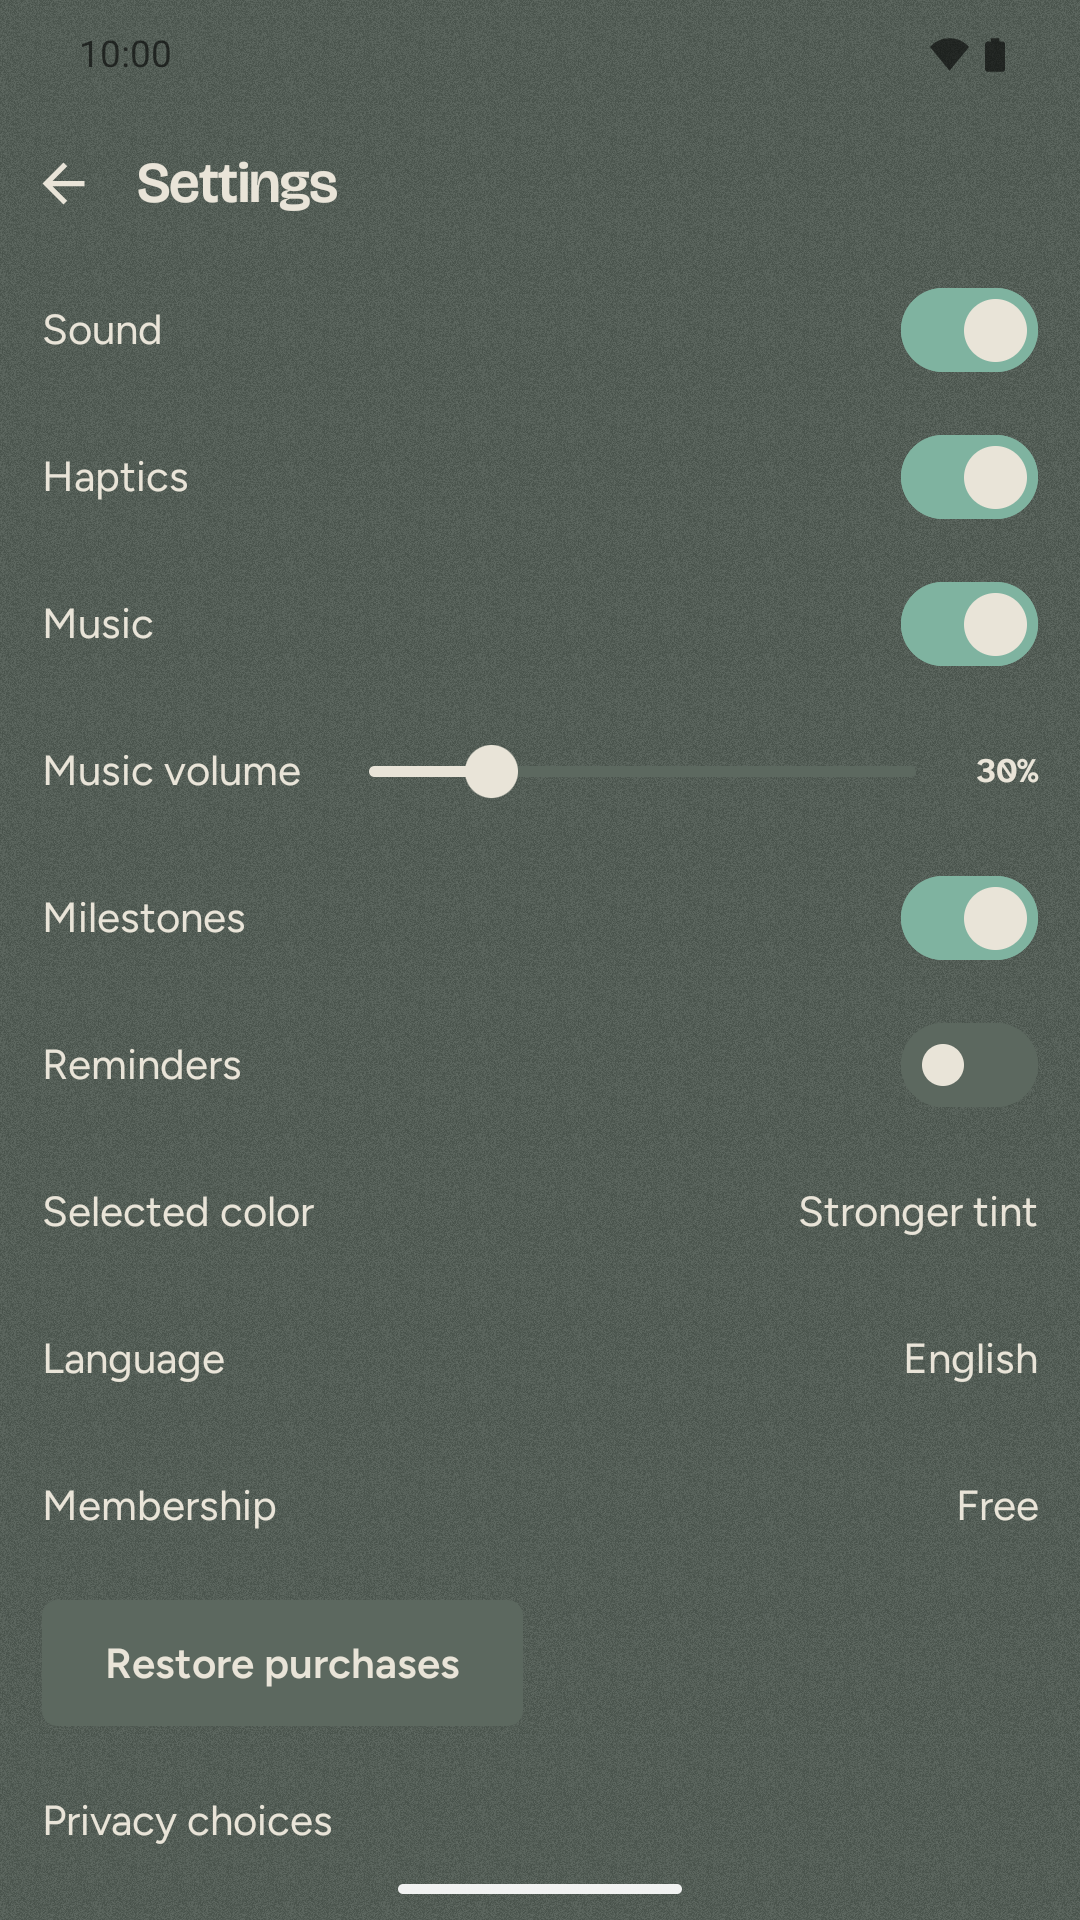 10:00
Settings
Sound
Haptics
Music
Music volume 30%
Milestones
Reminders
Selected color Stronger tint
Language English
Membership Free
Restore purchases
Privacy choices